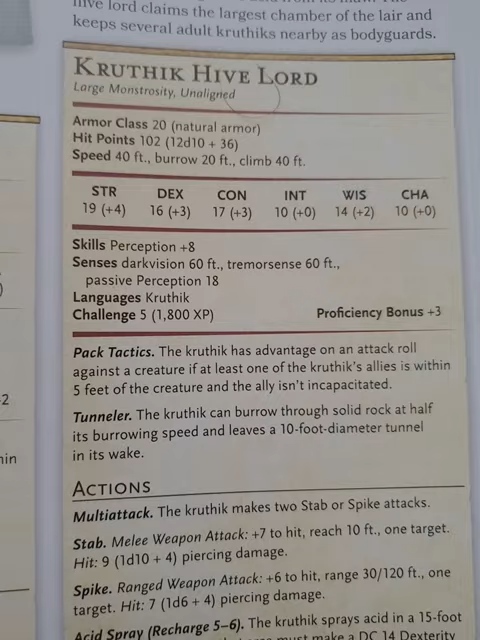 hive lord claims the largest chamber of the lair and
keeps several adult kruthiks nearby as bodyguards.
KRUTHIK HIVE LORD
Large Monstrosity, Unaligned
Armor Class 20 (natural armor)
Hit Points 102 (12d10 + 36)
Speed 40 ft., burrow 20 ft., climb 40 ft.
STR DEX CON INT WIS CHA
19 (+4) 16 (+3) 17 (+3) 10 (+0) 14 (+2) 10 (+0)
Skills Perception +8
Senses darkvision 60 ft., tremorsense 60 ft.,
passive Perception 18
Languages Kruthik
Challenge 5 (1,800 XP) Proficiency Bonus +3
Pack Tactics. The kruthik has advantage on an attack roll
against a creature if at least one of the kruthik's allies is within
5 feet of the creature and the ally isn't incapacitated.
Tunneler. The kruthik can burrow through solid rock at half
its burrowing speed and leaves a 10-foot-diameter tunnel
in its wake.
ACTIONS
Multiattack. The kruthik makes two Stab or Spike attacks.
Stab. Melee Weapon Attack: +7 to hit, reach 10 ft., one target.
Hit: 9 (1d10 + 4) piercing damage.
Spike. Ranged Weapon Attack: +6 to hit, range 30/120 ft., one
target. Hit: 7 (1d6 + 4) piercing damage.
Acid Spray (Recharge 5–6). The kruthik sprays acid in a 15-foot
must make a DC 14 Dexterity